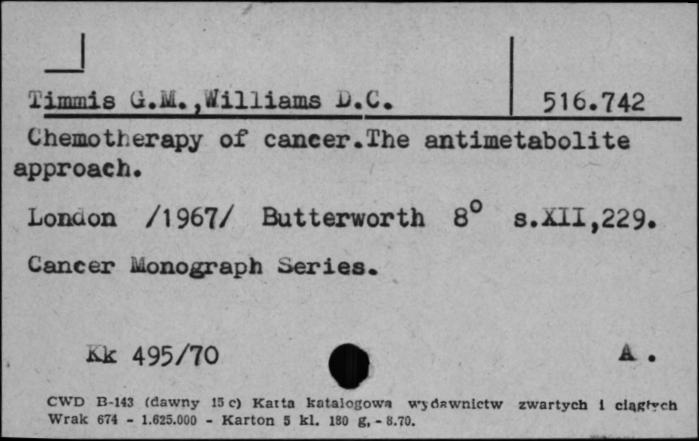 Timmis G.M.,Williams D.C. 516.742
Chemotherapy of cancer.The antimetabolite
approach.
London /1967/ Butterworth 8° s.XII,229.
Cancer Monograph Series.
Kk 495/70 A.
CWD B-143 (dawny 15 c) Karta katalogowa wydawnictw zwartych i ciągłych
Wrak 674 - 1.625.000 - Karton 5 kl. 180 g, - 8.70.